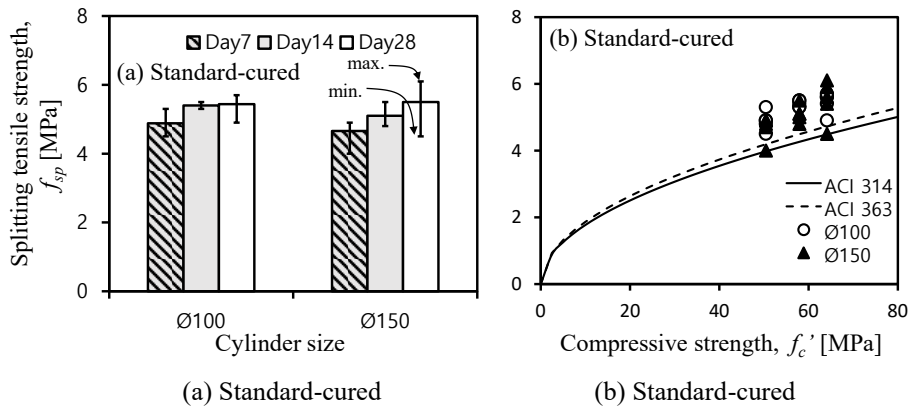 Splitting tensile strength,
f_sp [MPa]
8
6
4
2
0
Day7 Day14 Day28
(a) Standard-cured
max.
min.
Ø100 Ø150
Cylinder size
(a) Standard-cured
8
6
4
2
0
(b) Standard-cured
ACI 314
ACI 363
Ø100
Ø150
0 20 40 60 80
Compressive strength, f_c’ [MPa]
(b) Standard-cured